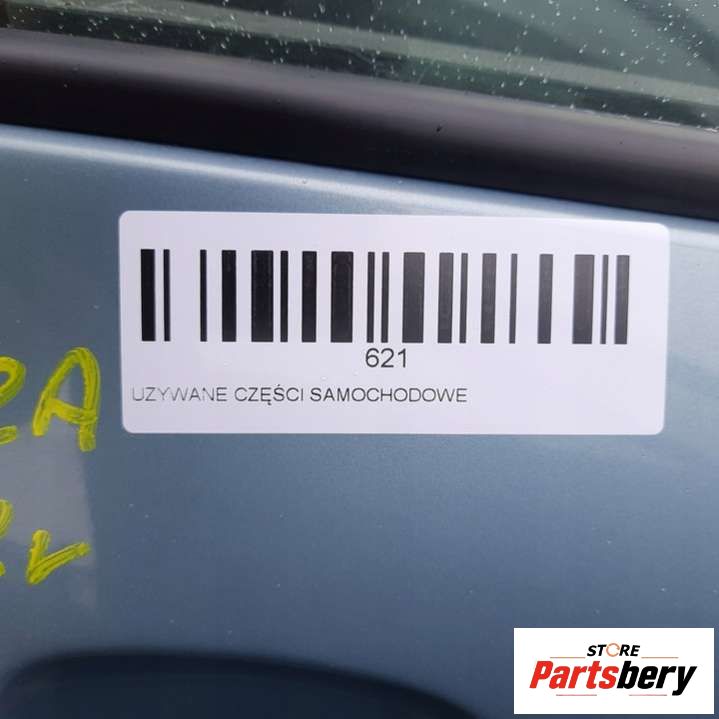 621
UZYWANE CZĘŚCI SAMOCHODOWE
STORE
Partsbery